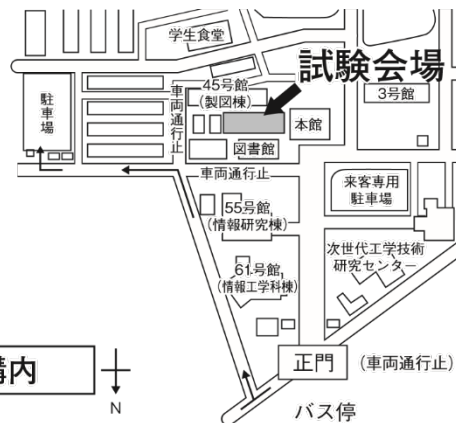 学生食堂
試験会場
45号館
(製図棟)
3号館
駐車場
車両通行止
本館
図書館
車両通行止
来客専用
駐車場
55号館
(情報研究棟)
次世代工学技術
研究センター
61号館
(情報工学科棟)
構内
正門
(車両通行止)
N
バス停